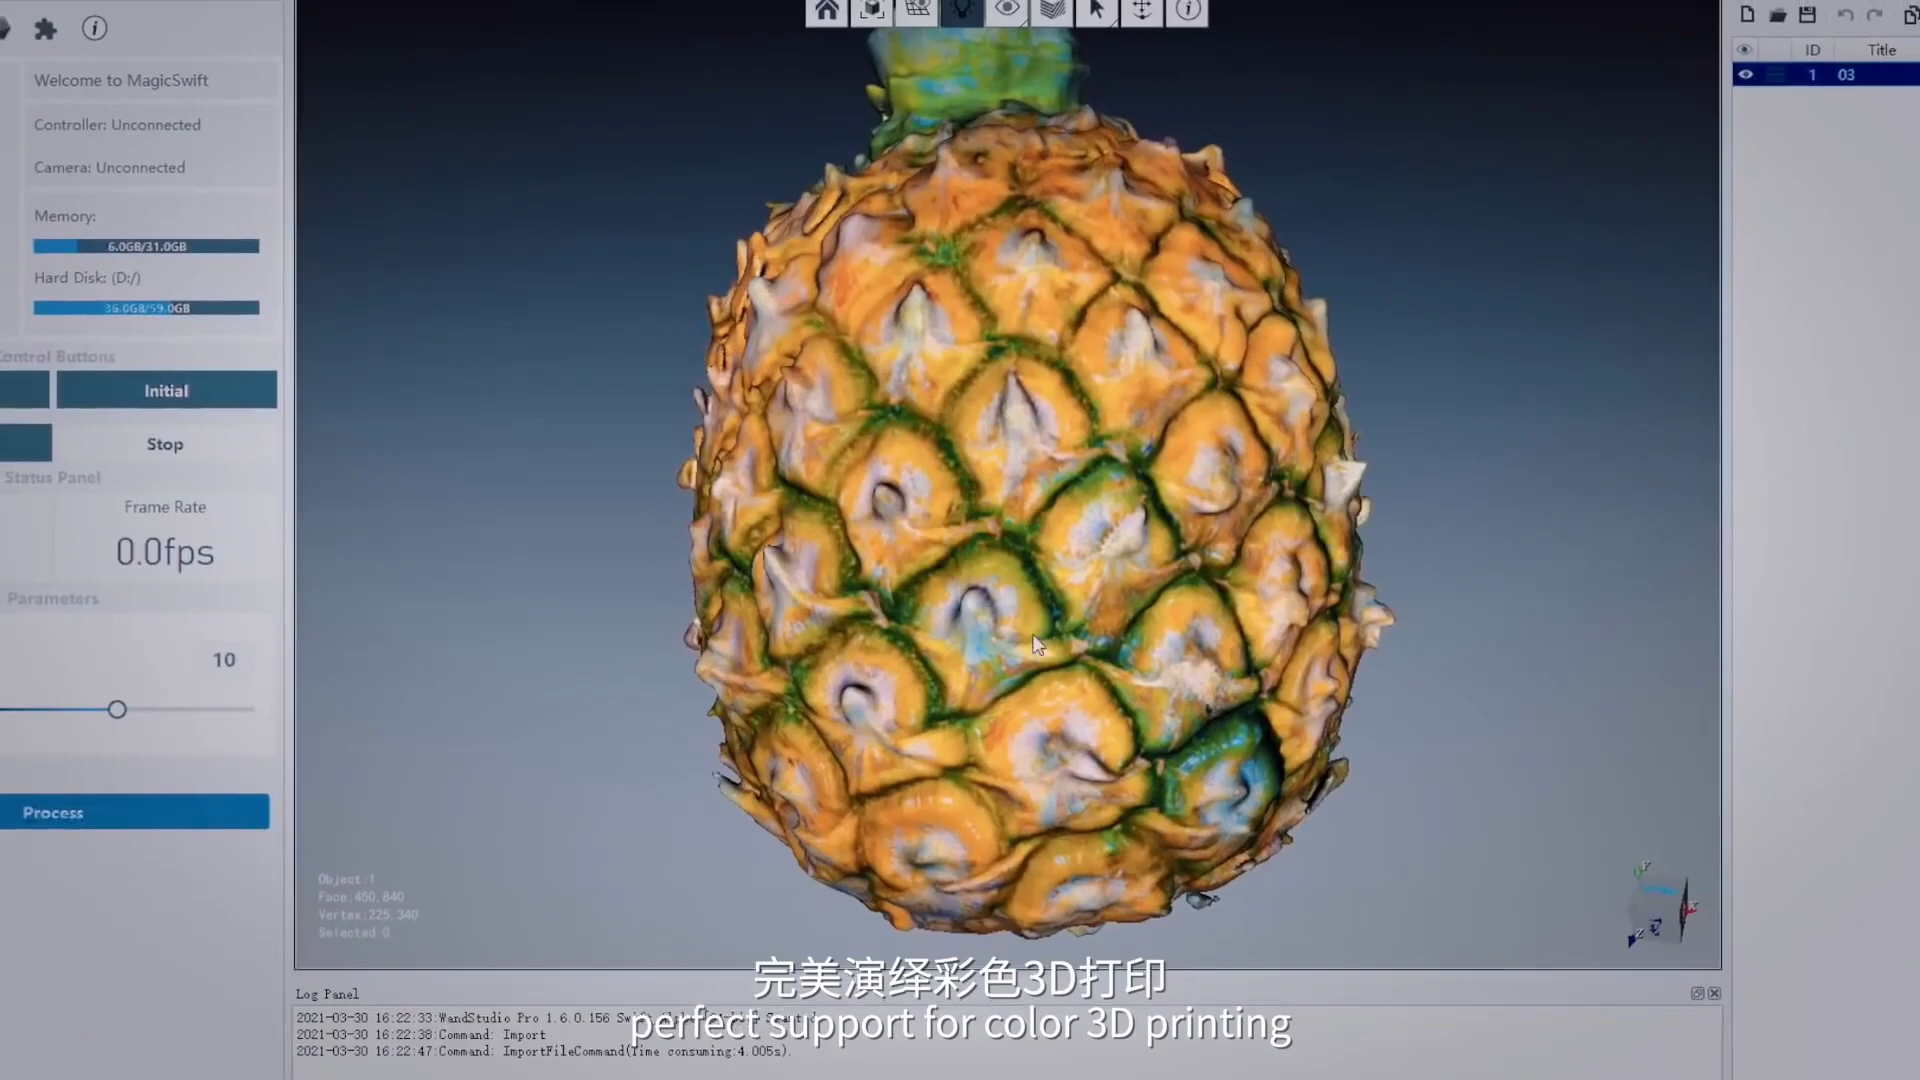 Welcome to MagicSwift
Controller: Unconnected
Camera: Unconnected
Memory:
6.0GB/31.0GB
Hard Disk: (D:/)
36.0GB/59.0GB
Control Buttons
Initial
Stop
Status Panel
Frame Rate
0.0fps
Parameters
10
Process
ID
Title
1
03
Object:1
Face:450,640
Vertex:225,340
Selected:0
完美演绎彩色3D打印
perfect support for color 3D printing
Log Panel
2021-03-30 16:22:33:WandStudio Pro 1.6.0.156
2021-03-30 16:22:38:Command: Import
2021-03-30 16:22:47:Command: ImportFileCommand(Time consuming:4.005s).